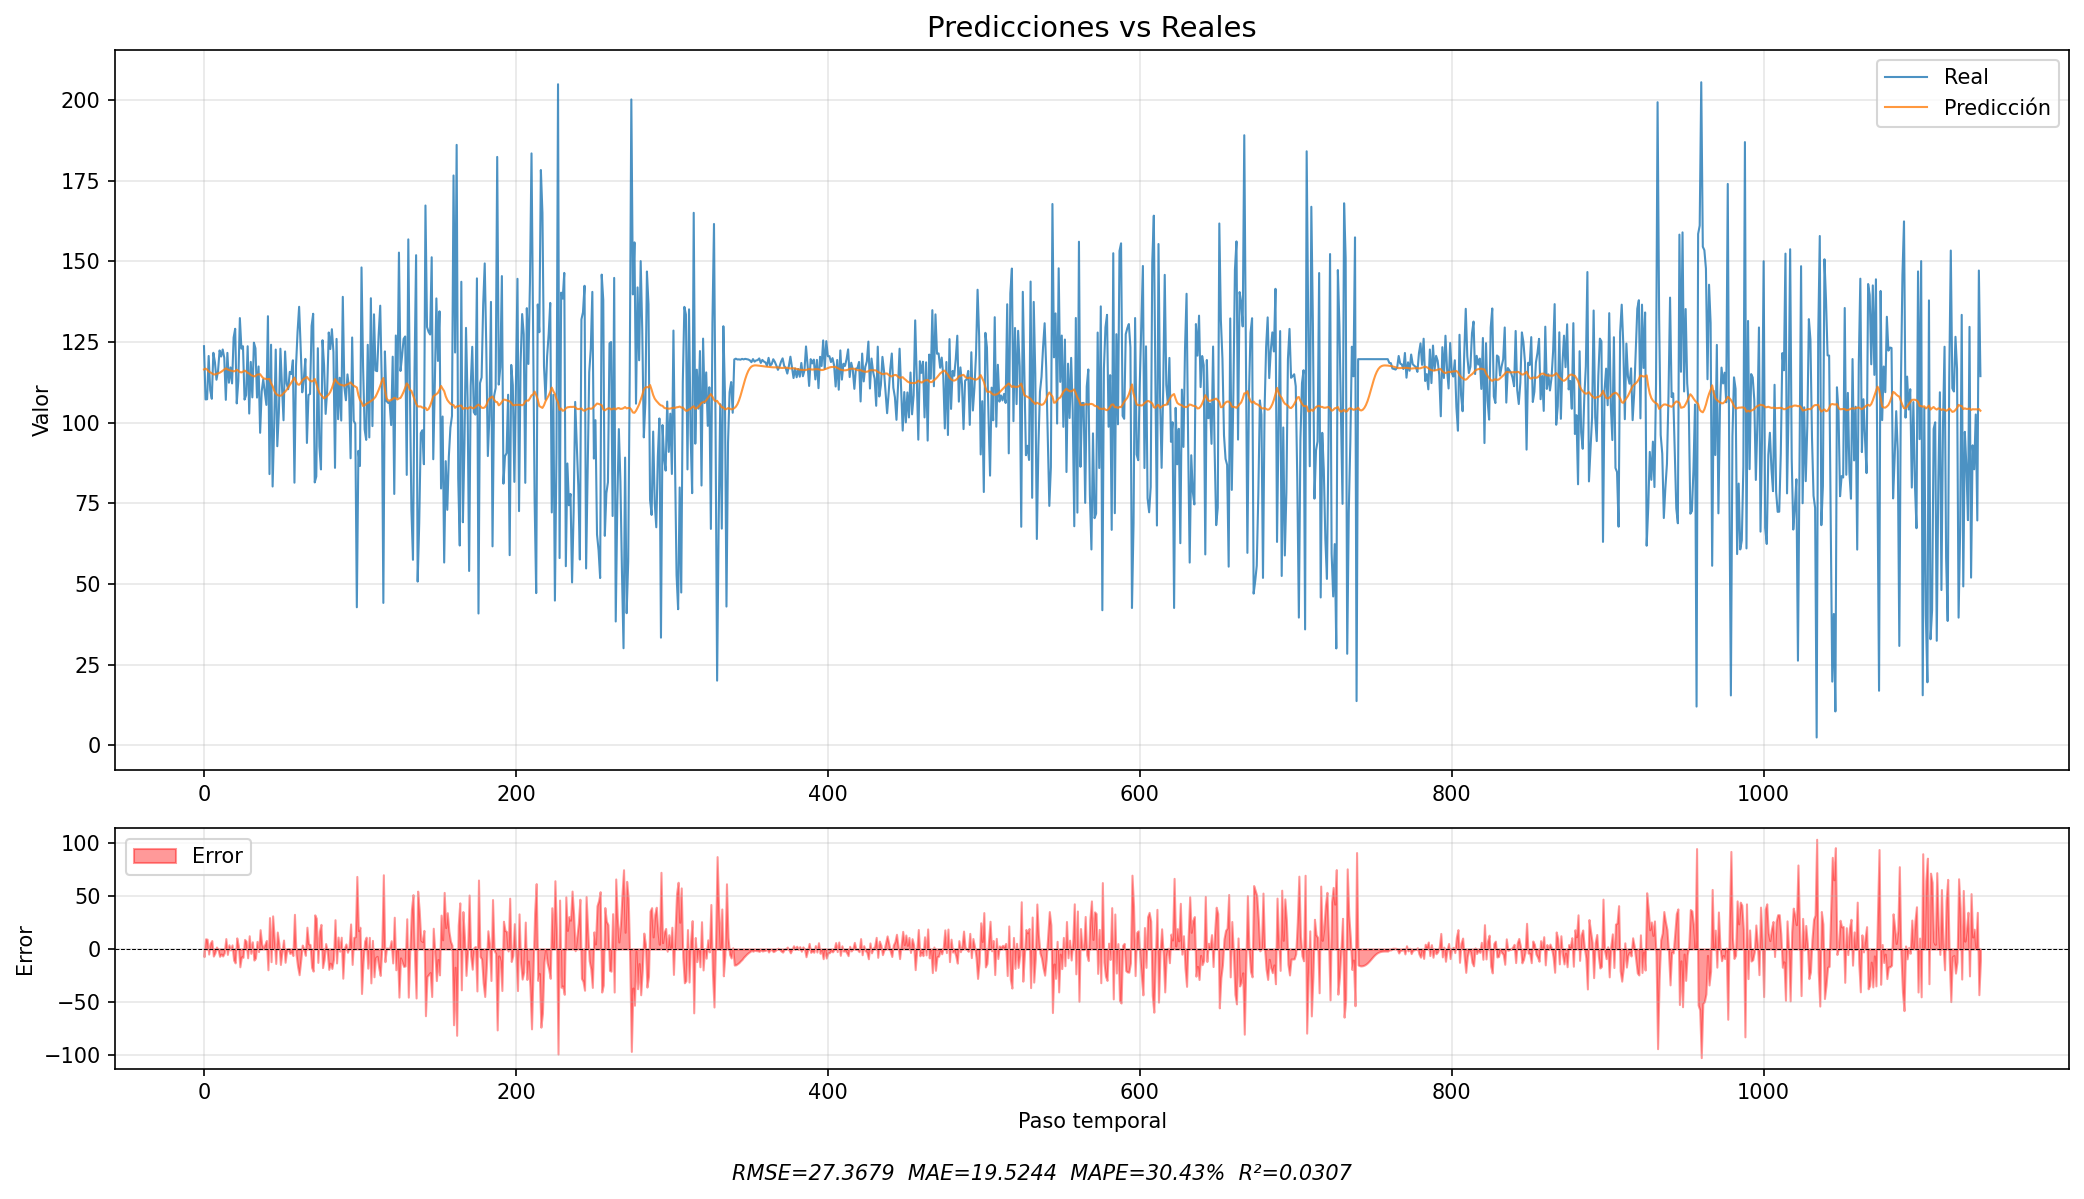 Predicciones vs Reales
Valor
200
175
150
125
100
75
50
25
0
Real
Predicción
0 200 400 600 800 1000
Error
100
50
0
−50
−100
Error
0 200 400 600 800 1000
Paso temporal
RMSE=27.3679 MAE=19.5244 MAPE=30.43% R²=0.0307